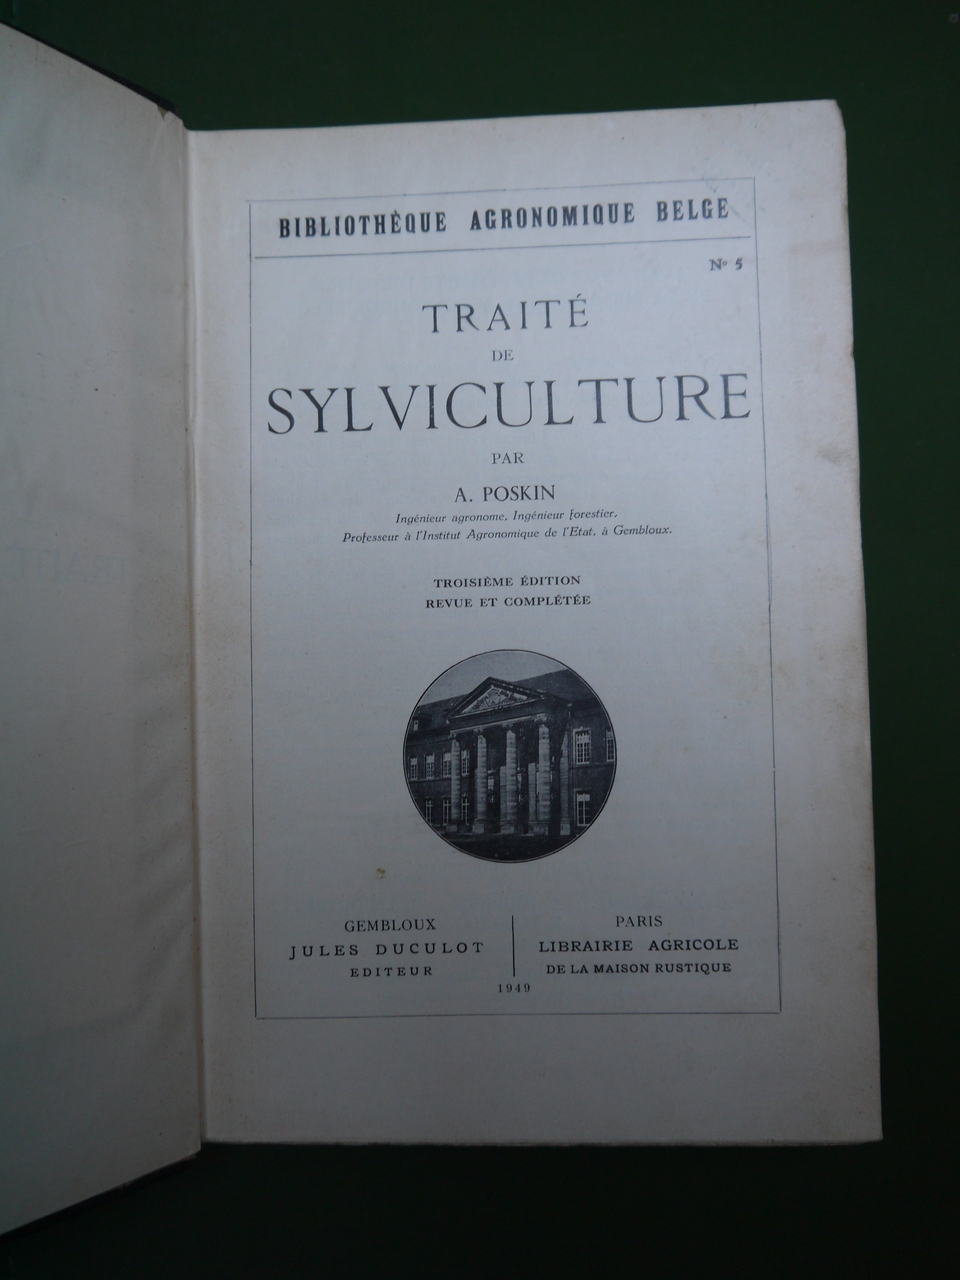 BIBLIOTHÈQUE AGRONOMIQUE BELGE
Nº 5
TRAITÉ
DE
SYLVICULTURE
PAR
A. POSKIN
Ingénieur agronome, Ingénieur forestier,
Professeur à l'Institut Agronomique de l'Etat, à Gembloux.
TROISIÈME ÉDITION
REVUE ET COMPLÉTÉE
GEMBLOUX
JULES DUCULOT
EDITEUR
PARIS
LIBRAIRIE AGRICOLE
DE LA MAISON RUSTIQUE
1949